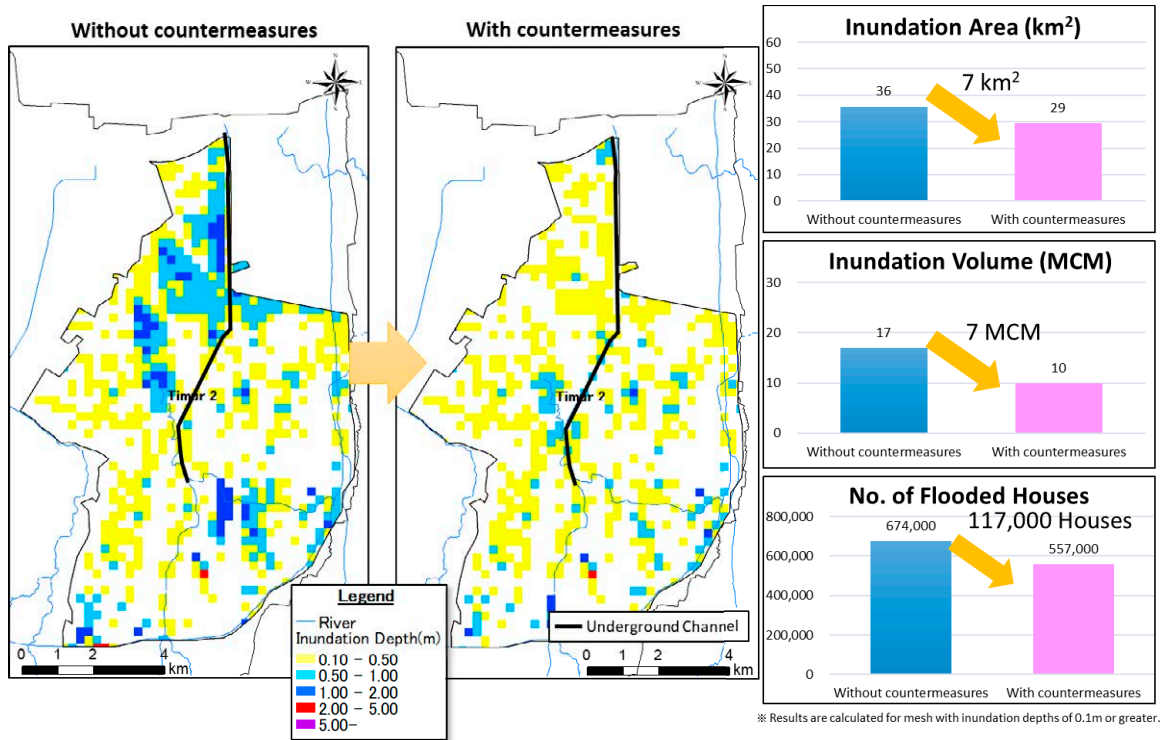 Without countermeasures
N
W
E
S
Timur 2
0 1 2 4
km
Legend
River
Inundation Depth(m)
0.10 - 0.50
0.50 - 1.00
1.00 - 2.00
2.00 - 5.00
5.00-
With countermeasures
N
W
E
S
Timur 2
Underground Channel
0 1 2 4
km
Inundation Area (km²)
60
50
40
30
20
10
0
36
7 km²
29
Without countermeasures With countermeasures
Inundation Volume (MCM)
30
20
10
0
17
7 MCM
10
Without countermeasures With countermeasures
No. of Flooded Houses
800,000
600,000
400,000
200,000
0
674,000
117,000 Houses
557,000
Without countermeasures With countermeasures
※ Results are calculated for mesh with inundation depths of 0.1m or greater.